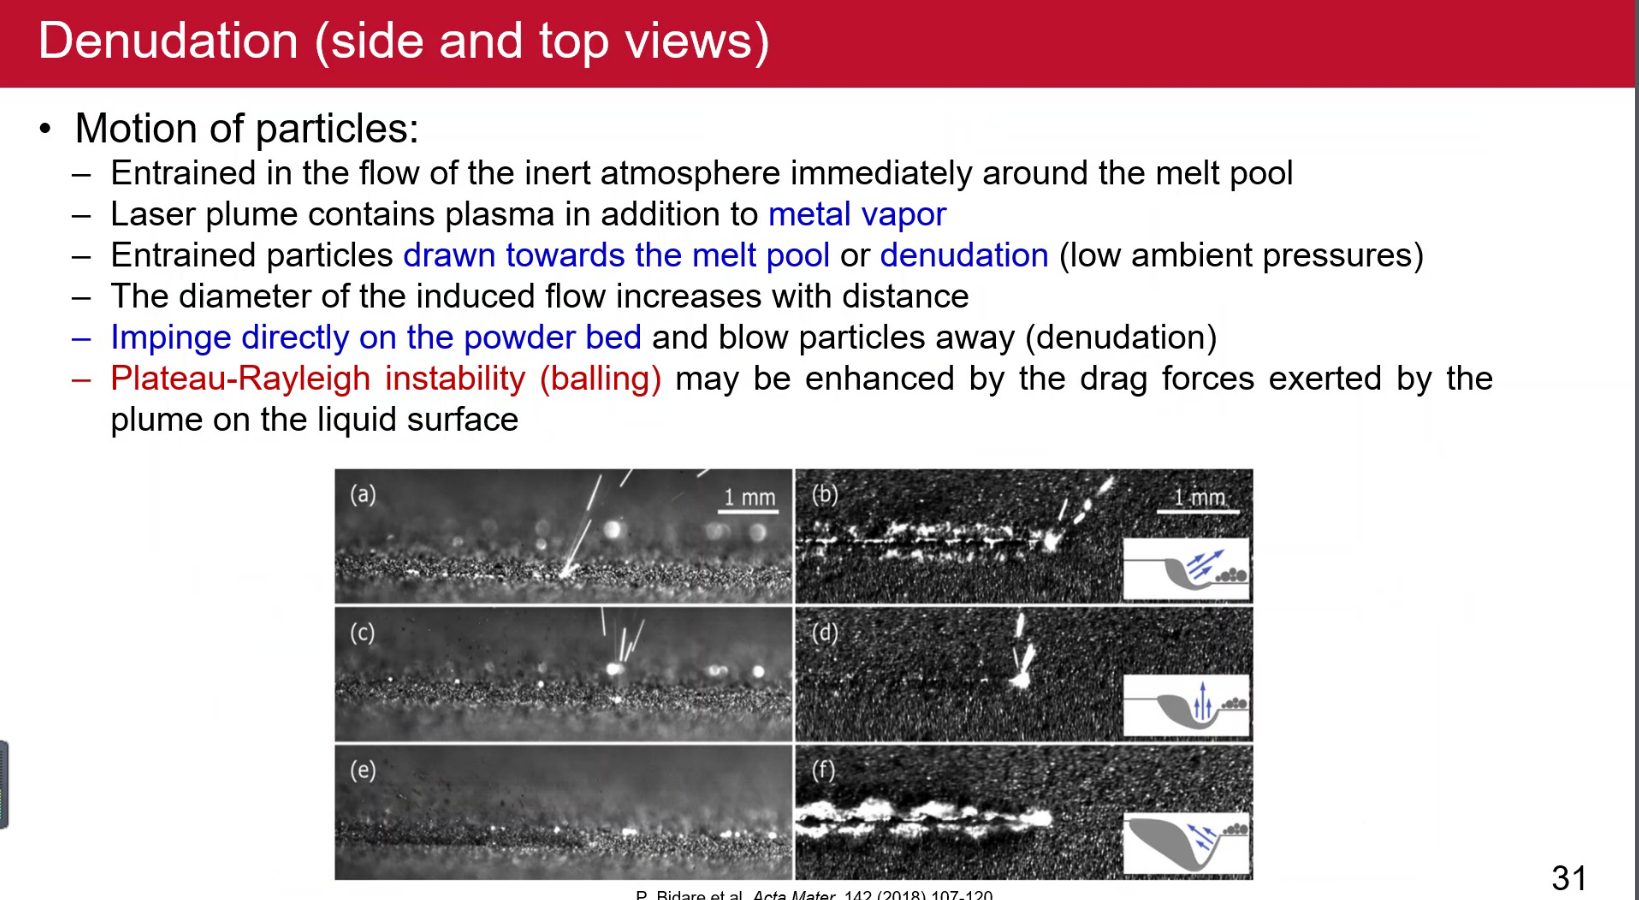 Denudation (side and top views)
• Motion of particles:
– Entrained in the flow of the inert atmosphere immediately around the melt pool
– Laser plume contains plasma in addition to metal vapor
– Entrained particles drawn towards the melt pool or denudation (low ambient pressures)
– The diameter of the induced flow increases with distance
– Impinge directly on the powder bed and blow particles away (denudation)
– Plateau-Rayleigh instability (balling) may be enhanced by the drag forces exerted by the
plume on the liquid surface
(a)
1 mm
(b)
1 mm
(c)
(d)
(e)
(f)
P. Bidare et al. Acta Mater. 142 (2018) 107-120
31